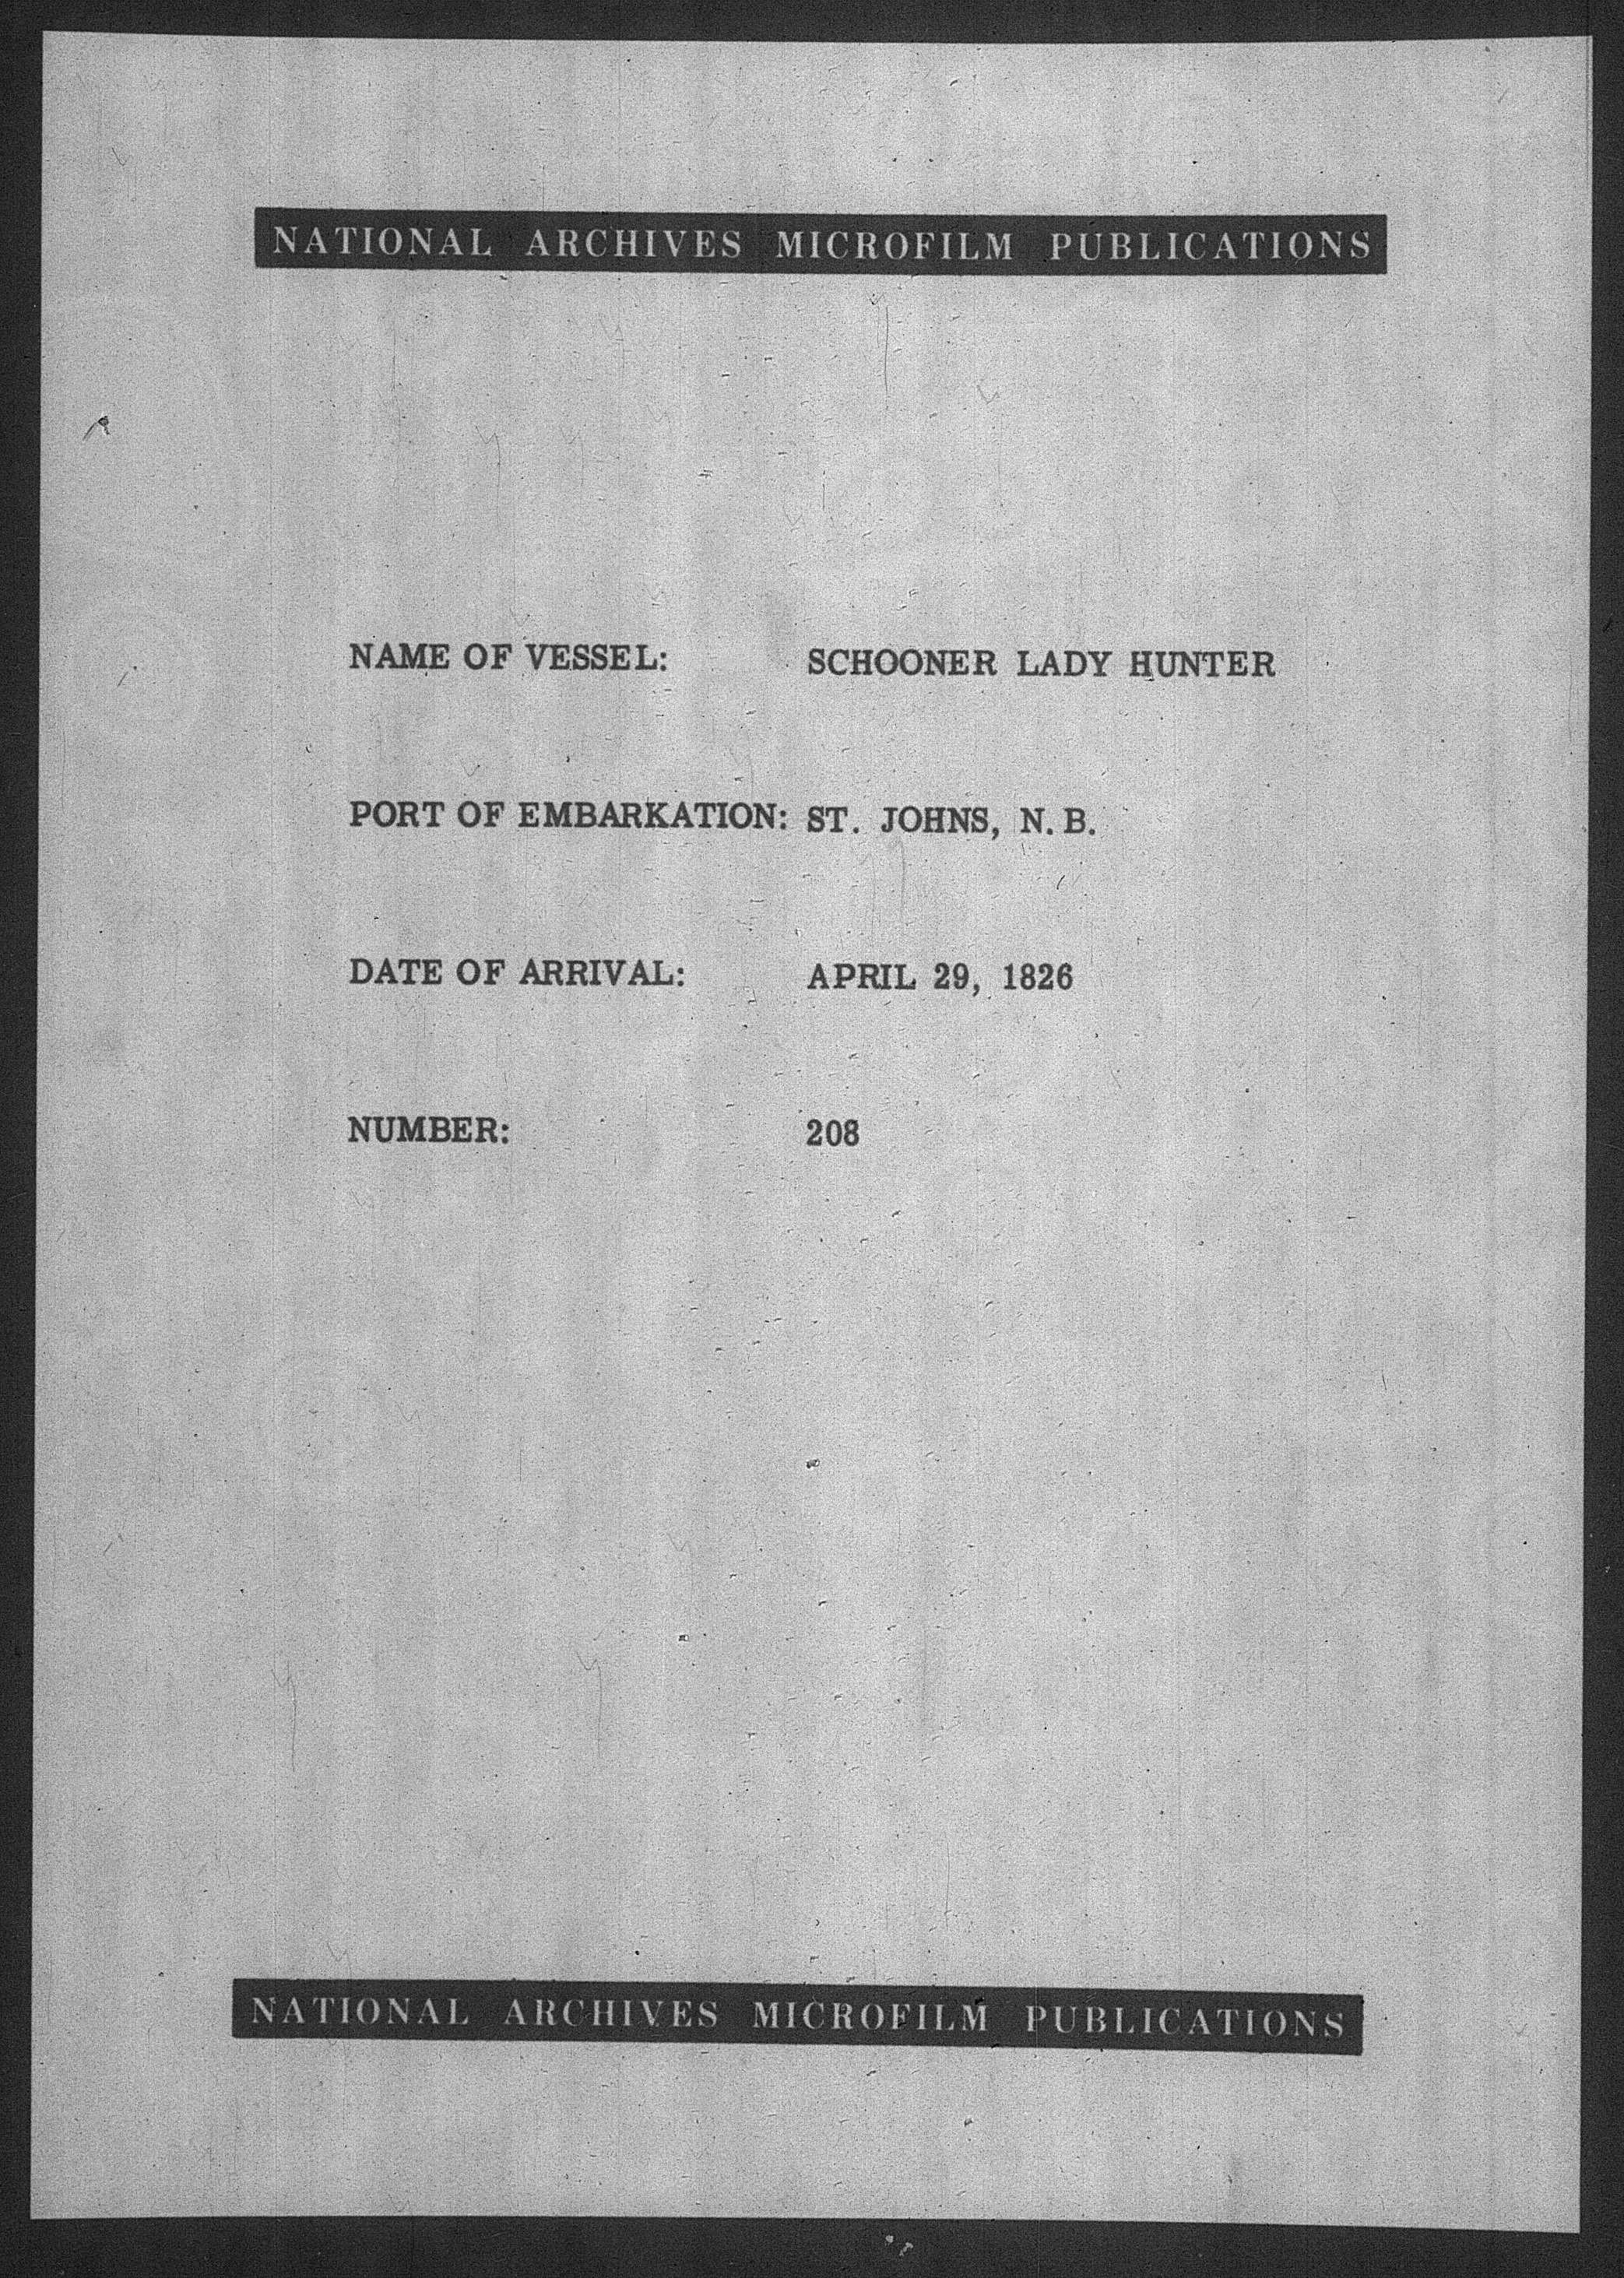 NATIONAL ARCHIVES MICROFILM PUBLICATIONS
NAME OF VESSEL: SCHOONER LADY HUNTER
PORT OF EMBARKATION: ST. JOHNS, N. B.
DATE OF ARRIVAL: APRIL 29, 1826
NUMBER: 208
NATIONAL ARCHIVES MICROFILM PUBLICATIONS